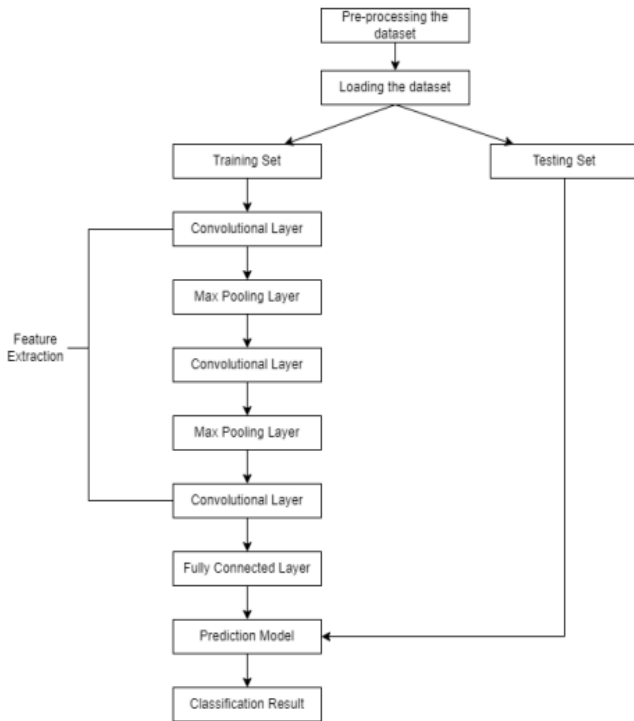 Pre-processing the
dataset
Loading the dataset
Training Set
Testing Set
Convolutional Layer
Max Pooling Layer
Feature
Extraction
Convolutional Layer
Max Pooling Layer
Convolutional Layer
Fully Connected Layer
Prediction Model
Classification Result